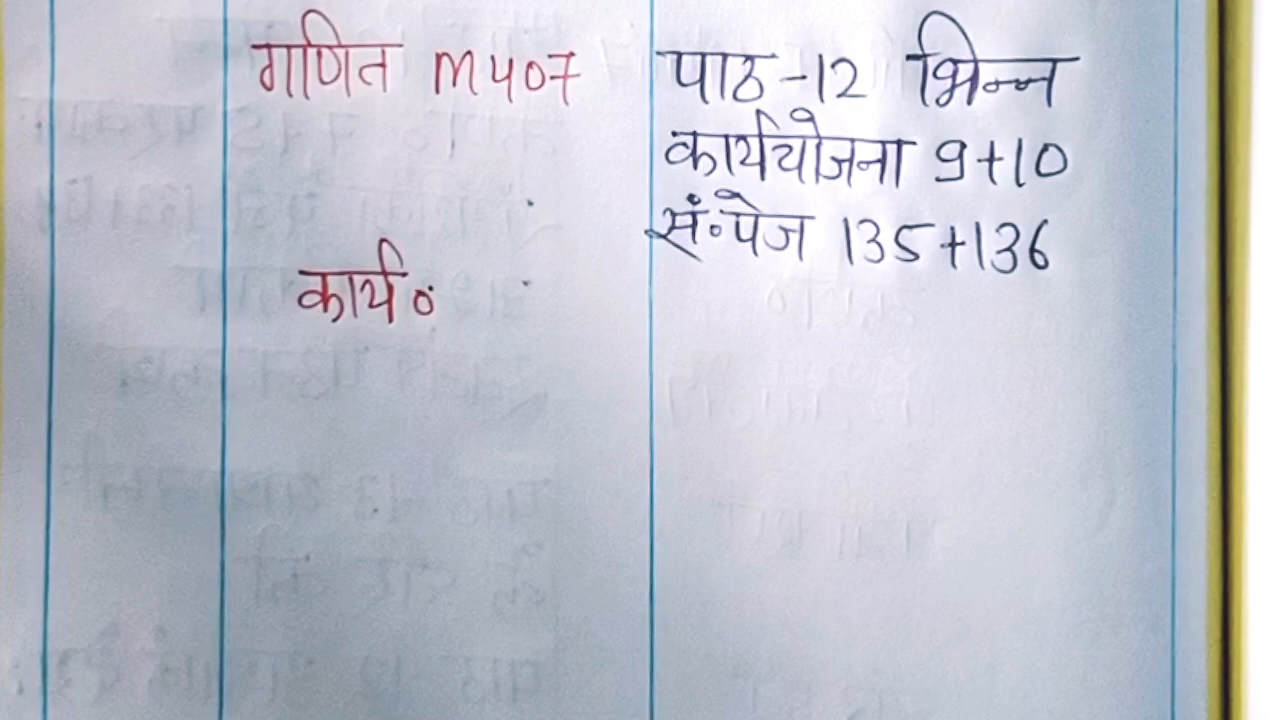 गणित M407
पाठ-12 भिन्न
कार्ययोजना 9+10
सं॰पेज 135+136
कार्य॰